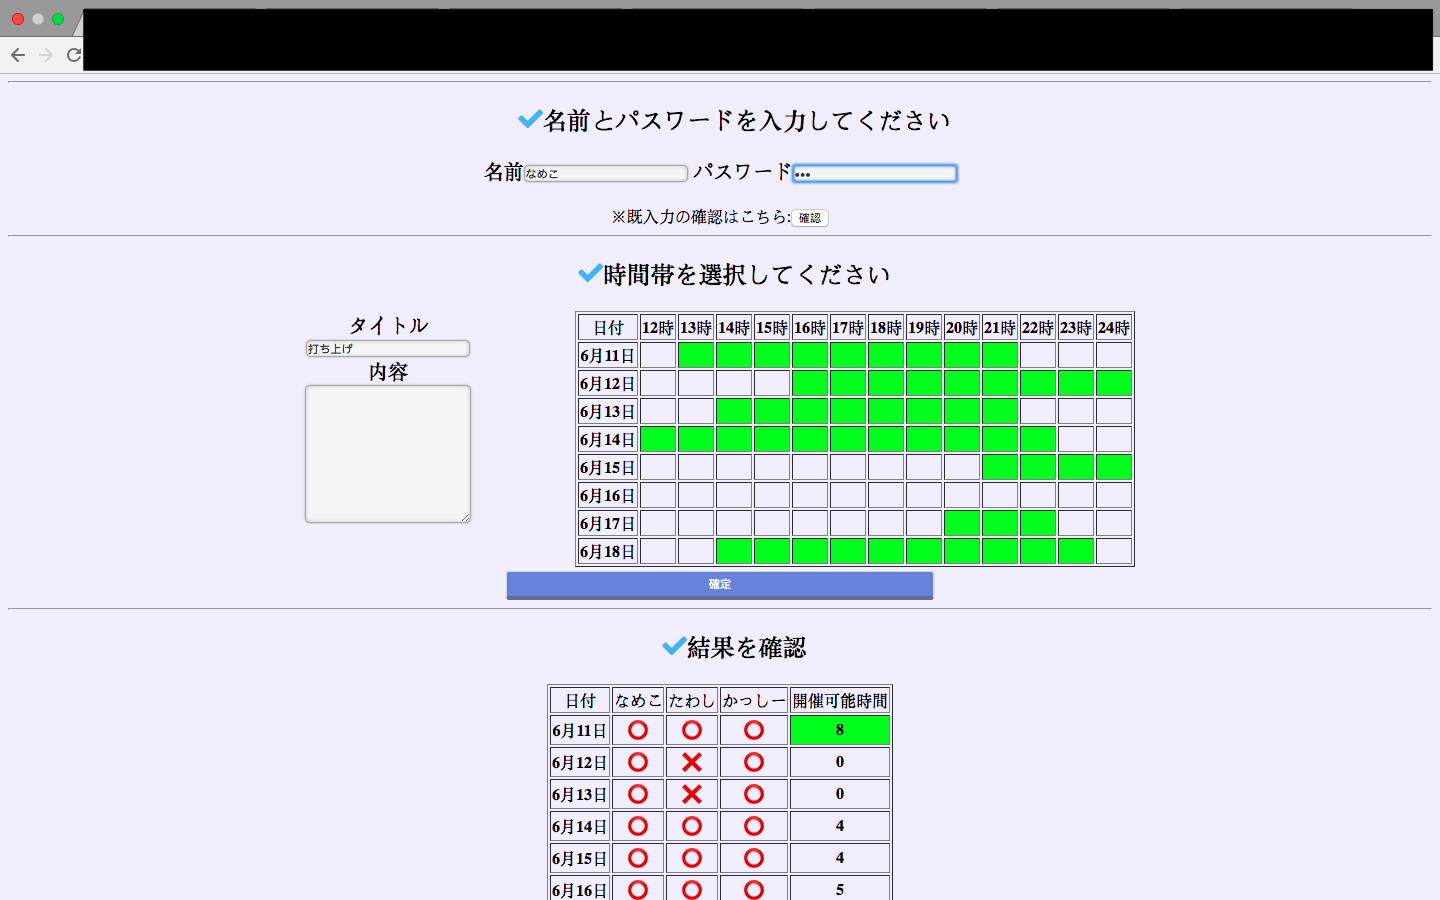 名前とパスワードを入力してください
名前 なめこ パスワード •••
※既入力の確認はこちら: 確認
時間帯を選択してください
タイトル
打ち上げ
内容
日付 12時 13時 14時 15時 16時 17時 18時 19時 20時 21時 22時 23時 24時
6月11日
6月12日
6月13日
6月14日
6月15日
6月16日
6月17日
6月18日
確定
結果を確認
日付 なめこ たわし かっしー 開催可能時間
6月11日 8
6月12日 0
6月13日 0
6月14日 4
6月15日 4
6月16日 5